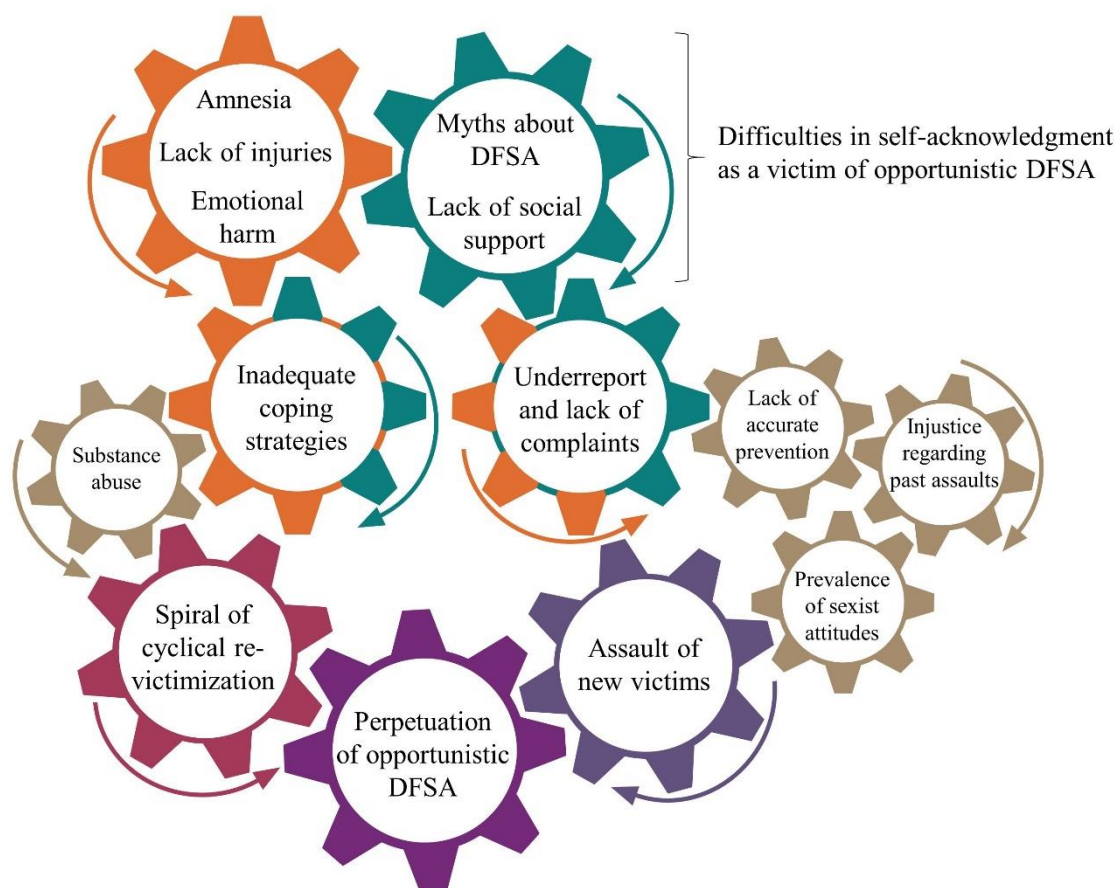 Amnesia
Lack of injuries
Emotional
harm
Myths about
DFSA
Lack of social
support
Difficulties in self-acknowledgment
as a victim of opportunistic DFSA
Inadequate
coping
strategies
Underreport
and lack of
complaints
Lack of
accurate
prevention
Injustice
regarding
past assaults
Substance
abuse
Prevalence
of sexist
attitudes
Spiral of
cyclical re-
victimization
Assault of
new victims
Perpetuation
of opportunistic
DFSA